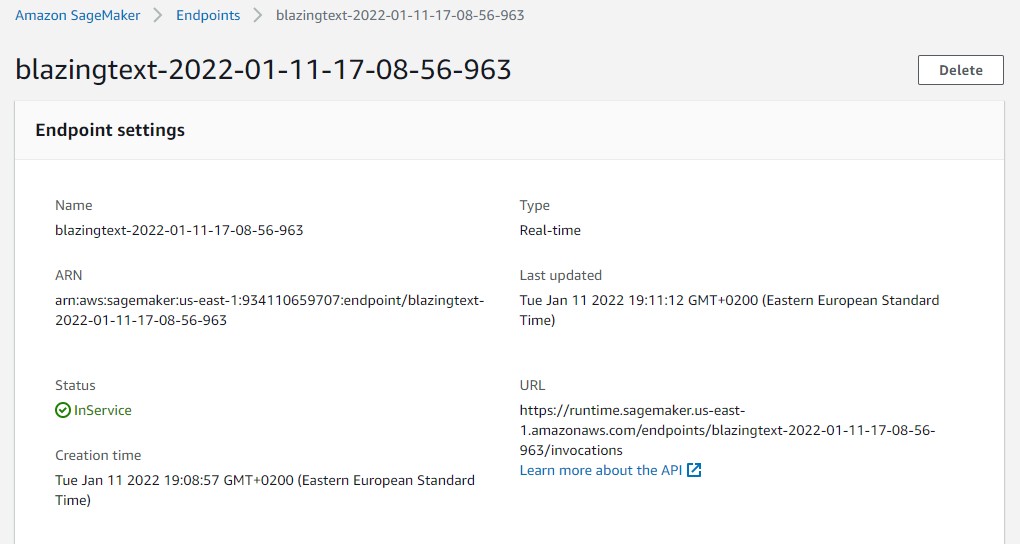 Amazon SageMaker > Endpoints > blazingtext-2022-01-11-17-08-56-963
blazingtext-2022-01-11-17-08-56-963
Delete
Endpoint settings
Name
blazingtext-2022-01-11-17-08-56-963
Type
Real-time
ARN
arn:aws:sagemaker:us-east-1:934110659707:endpoint/blazingtext-
2022-01-11-17-08-56-963
Last updated
Tue Jan 11 2022 19:11:12 GMT+0200 (Eastern European Standard
Time)
Status
InService
URL
https://runtime.sagemaker.us-east-
1.amazonaws.com/endpoints/blazingtext-2022-01-11-17-08-56-
963/invocations
Learn more about the API
Creation time
Tue Jan 11 2022 19:08:57 GMT+0200 (Eastern European Standard
Time)